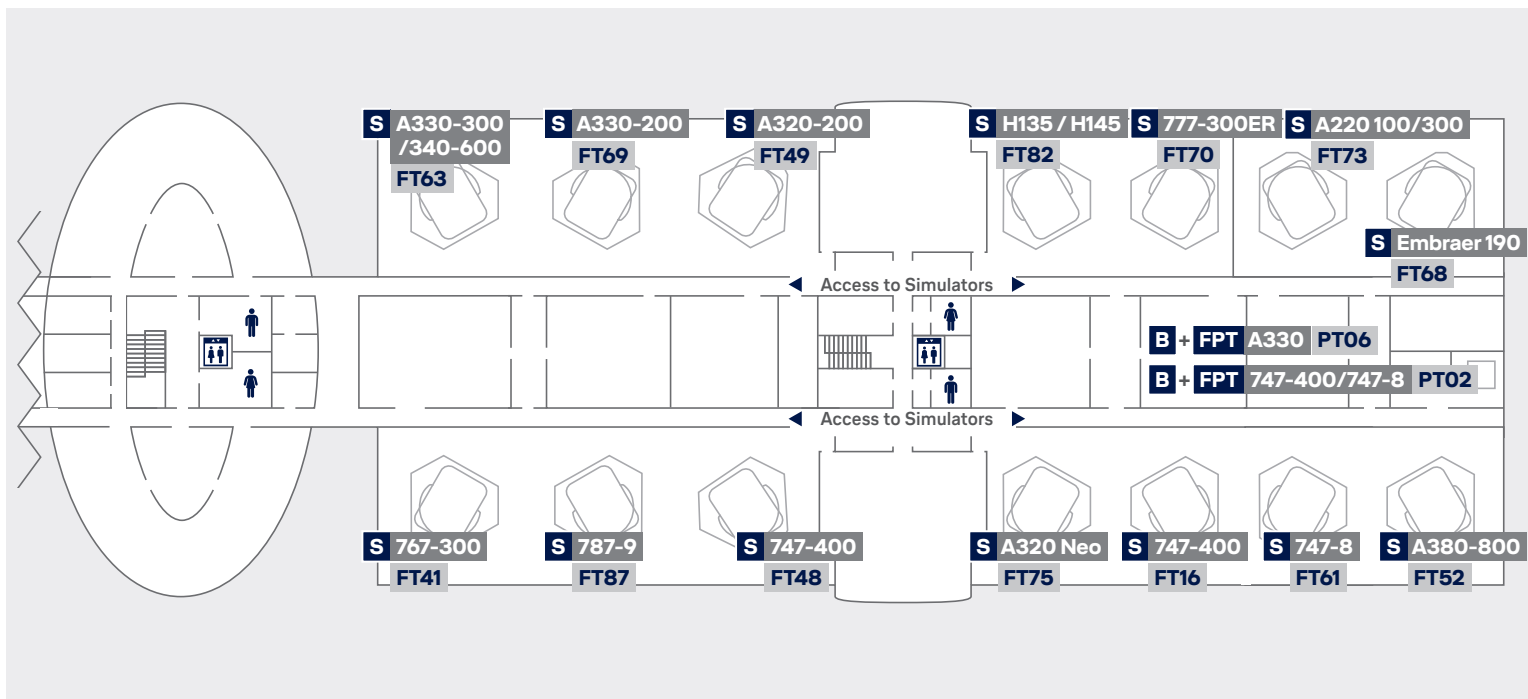 S A330-300
/340-600
FT63
S A330-200
FT69
S A320-200
FT49
S H135 / H145
FT82
S 777-300ER
FT70
S A220 100/300
FT73
S Embraer 190
FT68
Access to Simulators
B + FPT A330 PT06
B + FPT 747-400/747-8 PT02
Access to Simulators
S 767-300
FT41
S 787-9
FT87
S 747-400
FT48
S A320 Neo
FT75
S 747-400
FT16
S 747-8
FT61
S A380-800
FT52